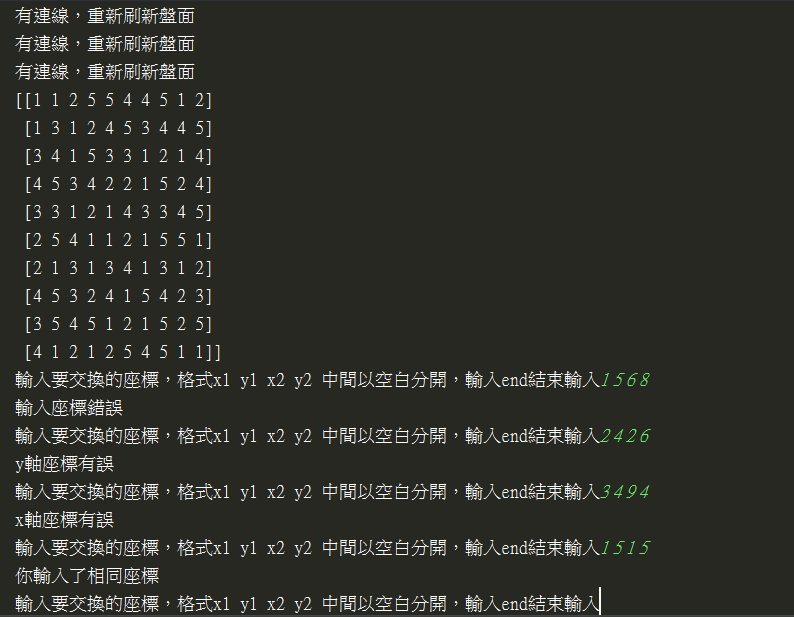 有連線，重新刷新盤面
有連線，重新刷新盤面
有連線，重新刷新盤面
[[1 1 2 5 5 4 4 5 1 2]
[1 3 1 2 4 5 3 4 4 5]
[3 4 1 5 3 3 1 2 1 4]
[4 5 3 4 2 2 1 5 2 4]
[3 3 1 2 1 4 3 3 4 5]
[2 5 4 1 1 2 1 5 5 1]
[2 1 3 1 3 4 1 3 1 2]
[4 5 3 2 4 1 5 4 2 3]
[3 5 4 5 1 2 1 5 2 5]
[4 1 2 1 2 5 4 5 1 1]]
輸入要交換的座標，格式x1 y1 x2 y2 中間以空白分開，輸入end結束輸入1 5 6 8
輸入座標錯誤
輸入要交換的座標，格式x1 y1 x2 y2 中間以空白分開，輸入end結束輸入2 4 2 6
y軸座標有誤
輸入要交換的座標，格式x1 y1 x2 y2 中間以空白分開，輸入end結束輸入3 4 9 4
x軸座標有誤
輸入要交換的座標，格式x1 y1 x2 y2 中間以空白分開，輸入end結束輸入1 5 1 5
你輸入了相同座標
輸入要交換的座標，格式x1 y1 x2 y2 中間以空白分開，輸入end結束輸入